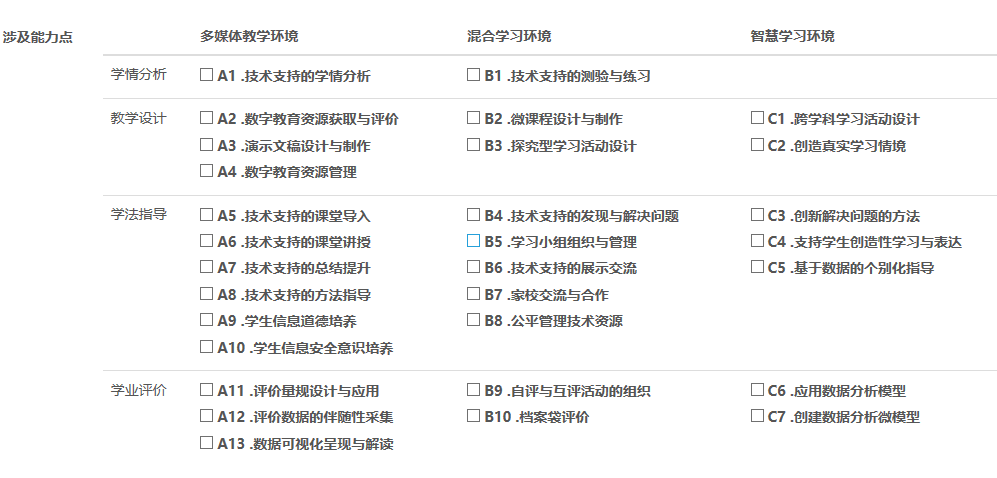 涉及能力点 多媒体教学环境 混合学习环境 智慧学习环境
学情分析 A1 .技术支持的学情分析 B1 .技术支持的测验与练习
教学设计 A2 .数字教育资源获取与评价 B2 .微课程设计与制作 C1 .跨学科学习活动设计
A3 .演示文稿设计与制作 B3 .探究型学习活动设计 C2 .创造真实学习情境
A4 .数字教育资源管理
学法指导 A5 .技术支持的课堂导入 B4 .技术支持的发现与解决问题 C3 .创新解决问题的方法
A6 .技术支持的课堂讲授 B5 .学习小组组织与管理 C4 .支持学生创造性学习与表达
A7 .技术支持的总结提升 B6 .技术支持的展示交流 C5 .基于数据的个别化指导
A8 .技术支持的方法指导 B7 .家校交流与合作
A9 .学生信息道德培养 B8 .公平管理技术资源
A10 .学生信息安全意识培养
学业评价 A11 .评价量规设计与应用 B9 .自评与互评活动的组织 C6 .应用数据分析模型
A12 .评价数据的伴随性采集 B10 .档案袋评价 C7 .创建数据分析微模型
A13 .数据可视化呈现与解读